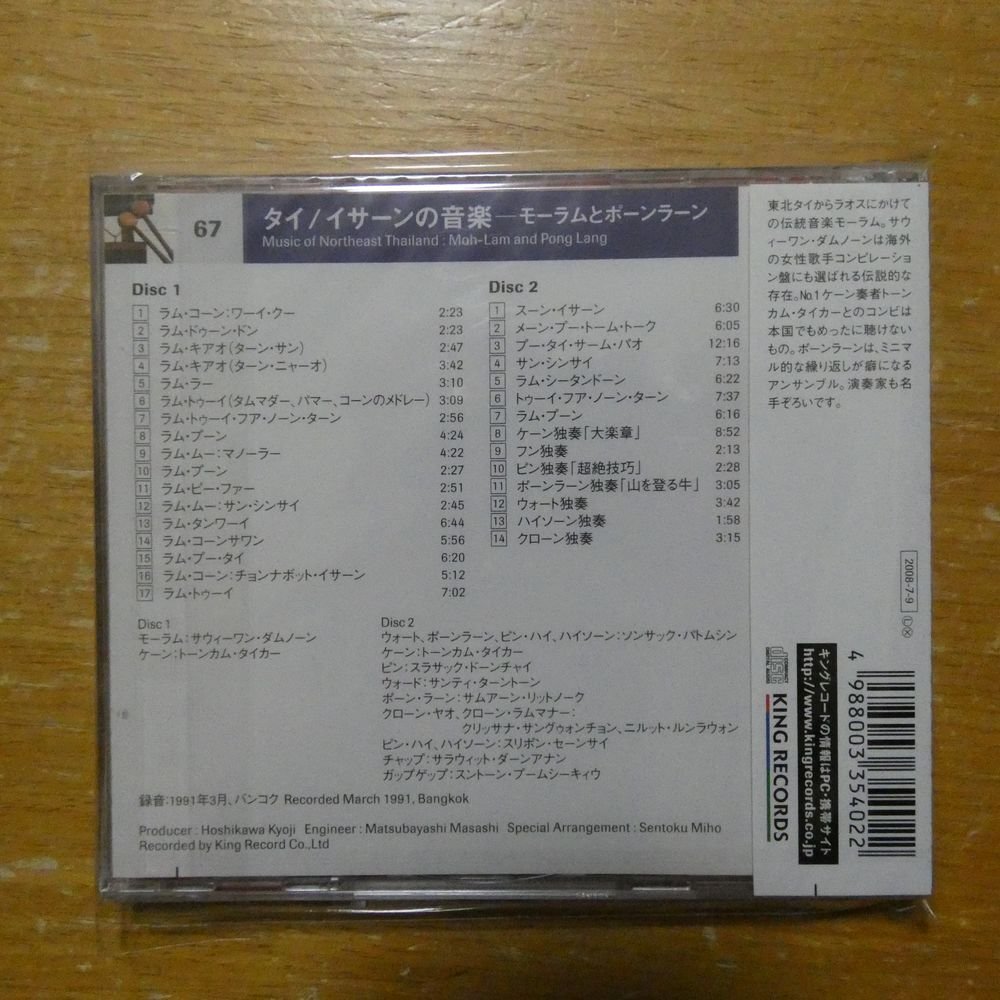 67
タイ/イサーンの音楽―モーラムとポーンラーン
Music of Northeast Thailand : Moh-Lam and Pong Lang
Disc 1
1 ラム・コーン:ワーイ・クー 2:23
2 ラム・ドゥーン・ドン 2:23
3 ラム・キアオ(ターン・サン) 2:47
4 ラム・キアオ(ターン・ニャーオ) 3:42
5 ラム・ラー 3:10
6 ラム・トゥーイ(タムマダー、パマー、コーンのメドレー) 3:09
7 ラム・トゥーイ・フア・ノーン・ターン 2:56
8 ラム・プーン 4:24
9 ラム・ムー:マノーラー 4:22
10 ラム・プーン 2:27
11 ラム・ピー・ファー 2:51
12 ラム・ムー:サン・シンサイ 2:45
13 ラム・タンワーイ 6:44
14 ラム・コーンサワン 5:56
15 ラム・プー・タイ 6:20
16 ラム・コーン:チョンナボット・イサーン 5:12
17 ラム・トゥーイ 7:02
Disc 2
1 スーン・イサーン 6:30
2 メーン・プー・トーム・トーク 6:05
3 プー・タイ・サーム・パオ 12:16
4 サン・シンサイ 7:13
5 ラム・シータンドーン 6:22
6 トゥーイ・フア・ノーン・ターン 7:37
7 ラム・プーン 6:16
8 ケーン独奏「大楽章」 8:52
9 フン独奏 2:13
10 ピン独奏「超絶技巧」 2:28
11 ポーンラーン独奏「山を登る牛」 3:05
12 ウォート独奏 3:42
13 ハイソーン独奏 1:58
14 クローン独奏 3:15
Disc 1
モーラム:サウィーワン・ダムノーン
ケーン:トーンカム・タイカー
Disc 2
ウォート、ポーンラーン、ピン・ハイ、ハイソーン:ソンサック・パトムシン
ケーン:トーンカム・タイカー
ピン:スラサック・ドーンチャイ
ウォード:サンティ・ターントーン
ポーン・ラーン:サムアーン・リットノーク
クローン・ヤオ、クローン・ラムマナー:
クリッサナ・サングゥォンチョン、ニルット・ルンラウォン
ピン・ハイ、ハイソーン:スリポン・セーンサイ
チャップ:サラウィット・ダーンアナン
ガップゲップ:スントーン・プームシーキィウ
録音:1991年3月、バンコク Recorded March 1991, Bangkok
Producer : Hoshikawa Kyoji Engineer : Matsubayashi Masashi Special Arrangement : Sentoku Miho
Recorded by King Record Co.,Ltd
東北タイからラオスにかけて
の伝統音楽モーラム。サウ
ィーワン・ダムノーンは海外
の女性歌手コンピレーション
盤にも選ばれる伝説的な
存在。No.1ケーン奏者トーン
カム・タイカーとのコンビは
本国でもめったに聴けない
もの。ポーンラーンは、ミニマ
ル的な繰り返しが癖になる
アンサンブル。演奏家も名
手ぞろいです。
2008-7-9
COMPACT
disc
DIGITAL AUDIO
KING RECORDS
キングレコードの情報はPC・携帯サイト
http://www.kingrecords.co.jp
4 988003 354022